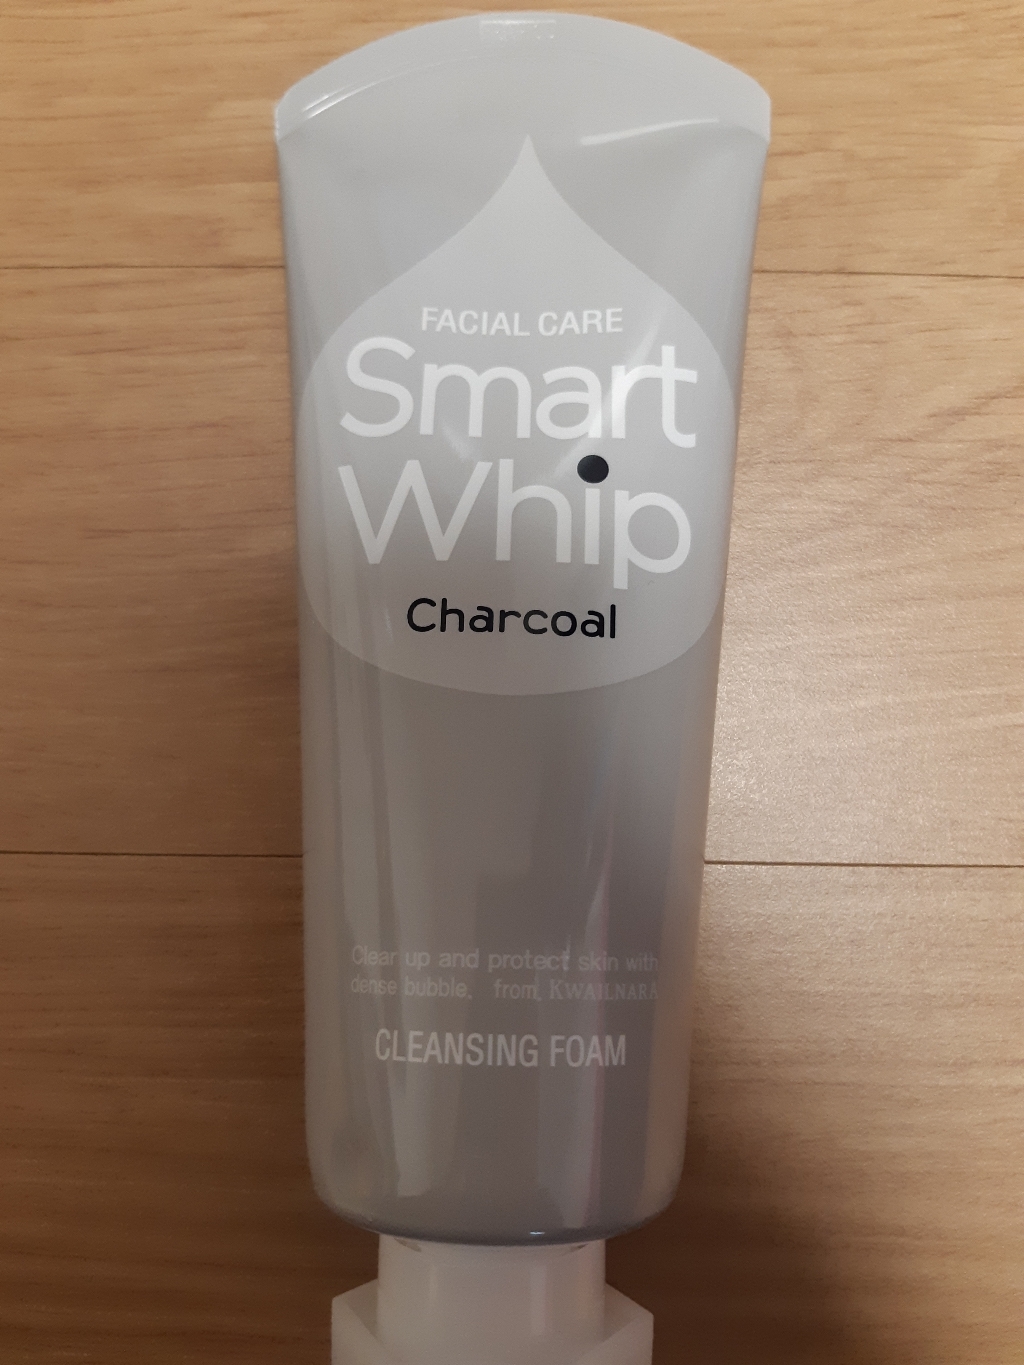 FACIAL CARE
Smart
Whip
Charcoal
Clear up and protect skin with
dense bubble. from. KWAILNARA
CLEANSING FOAM